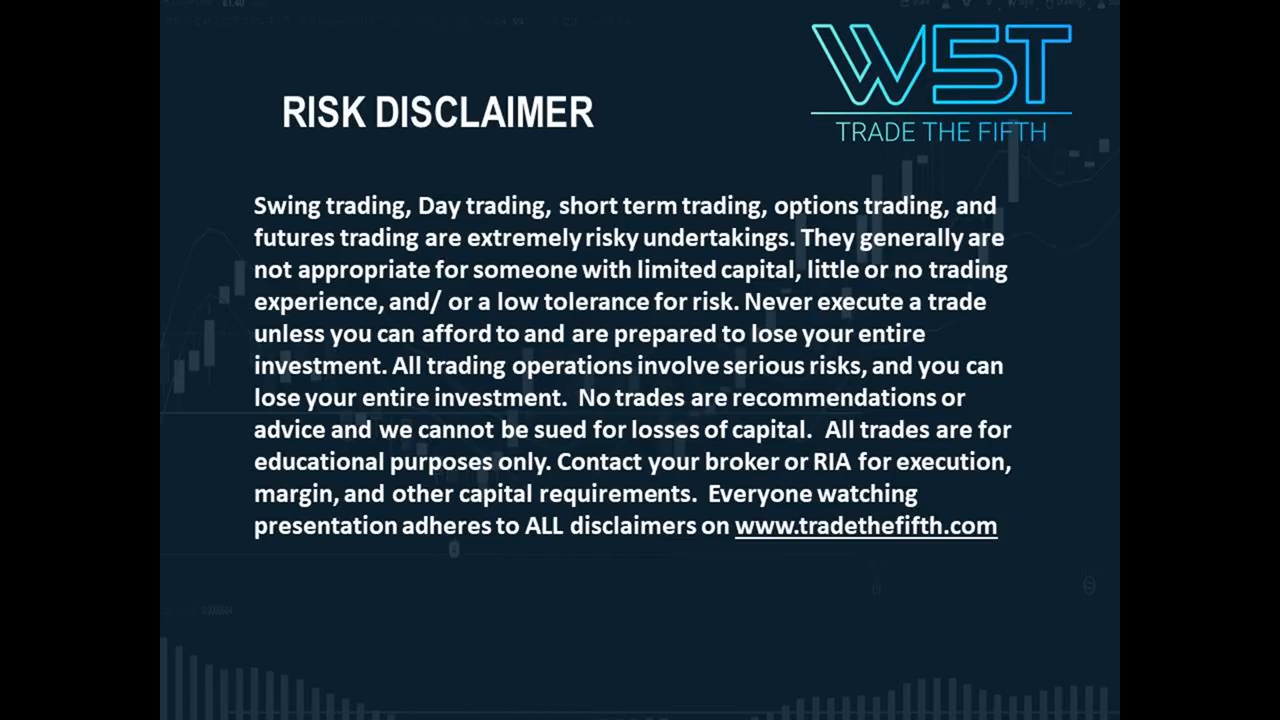 W5T
TRADE THE FIFTH
RISK DISCLAIMER
Swing trading, Day trading, short term trading, options trading, and
futures trading are extremely risky undertakings. They generally are
not appropriate for someone with limited capital, little or no trading
experience, and/ or a low tolerance for risk. Never execute a trade
unless you can afford to and are prepared to lose your entire
investment. All trading operations involve serious risks, and you can
lose your entire investment.  No trades are recommendations or
advice and we cannot be sued for losses of capital.  All trades are for
educational purposes only. Contact your broker or RIA for execution,
margin, and other capital requirements.  Everyone watching
presentation adheres to ALL disclaimers on www.tradethefifth.com